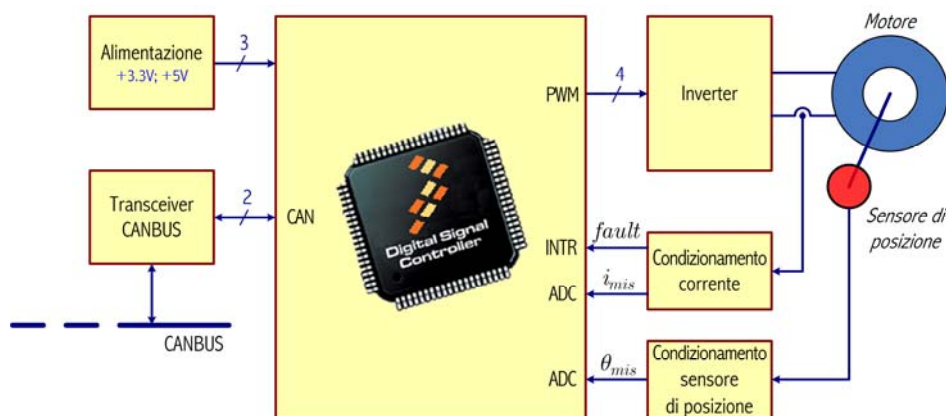 Alimentazione
+3.3V; +5V
3
Transceiver
CANBUS
2
CANBUS
CAN
Digital Signal
Controller
PWM
4
Inverter
Motore
Sensore di
posizione
INTR
fault
ADC
i_mis
Condizionamento
corrente
ADC
θ_mis
Condizionamento
sensore
di posizione